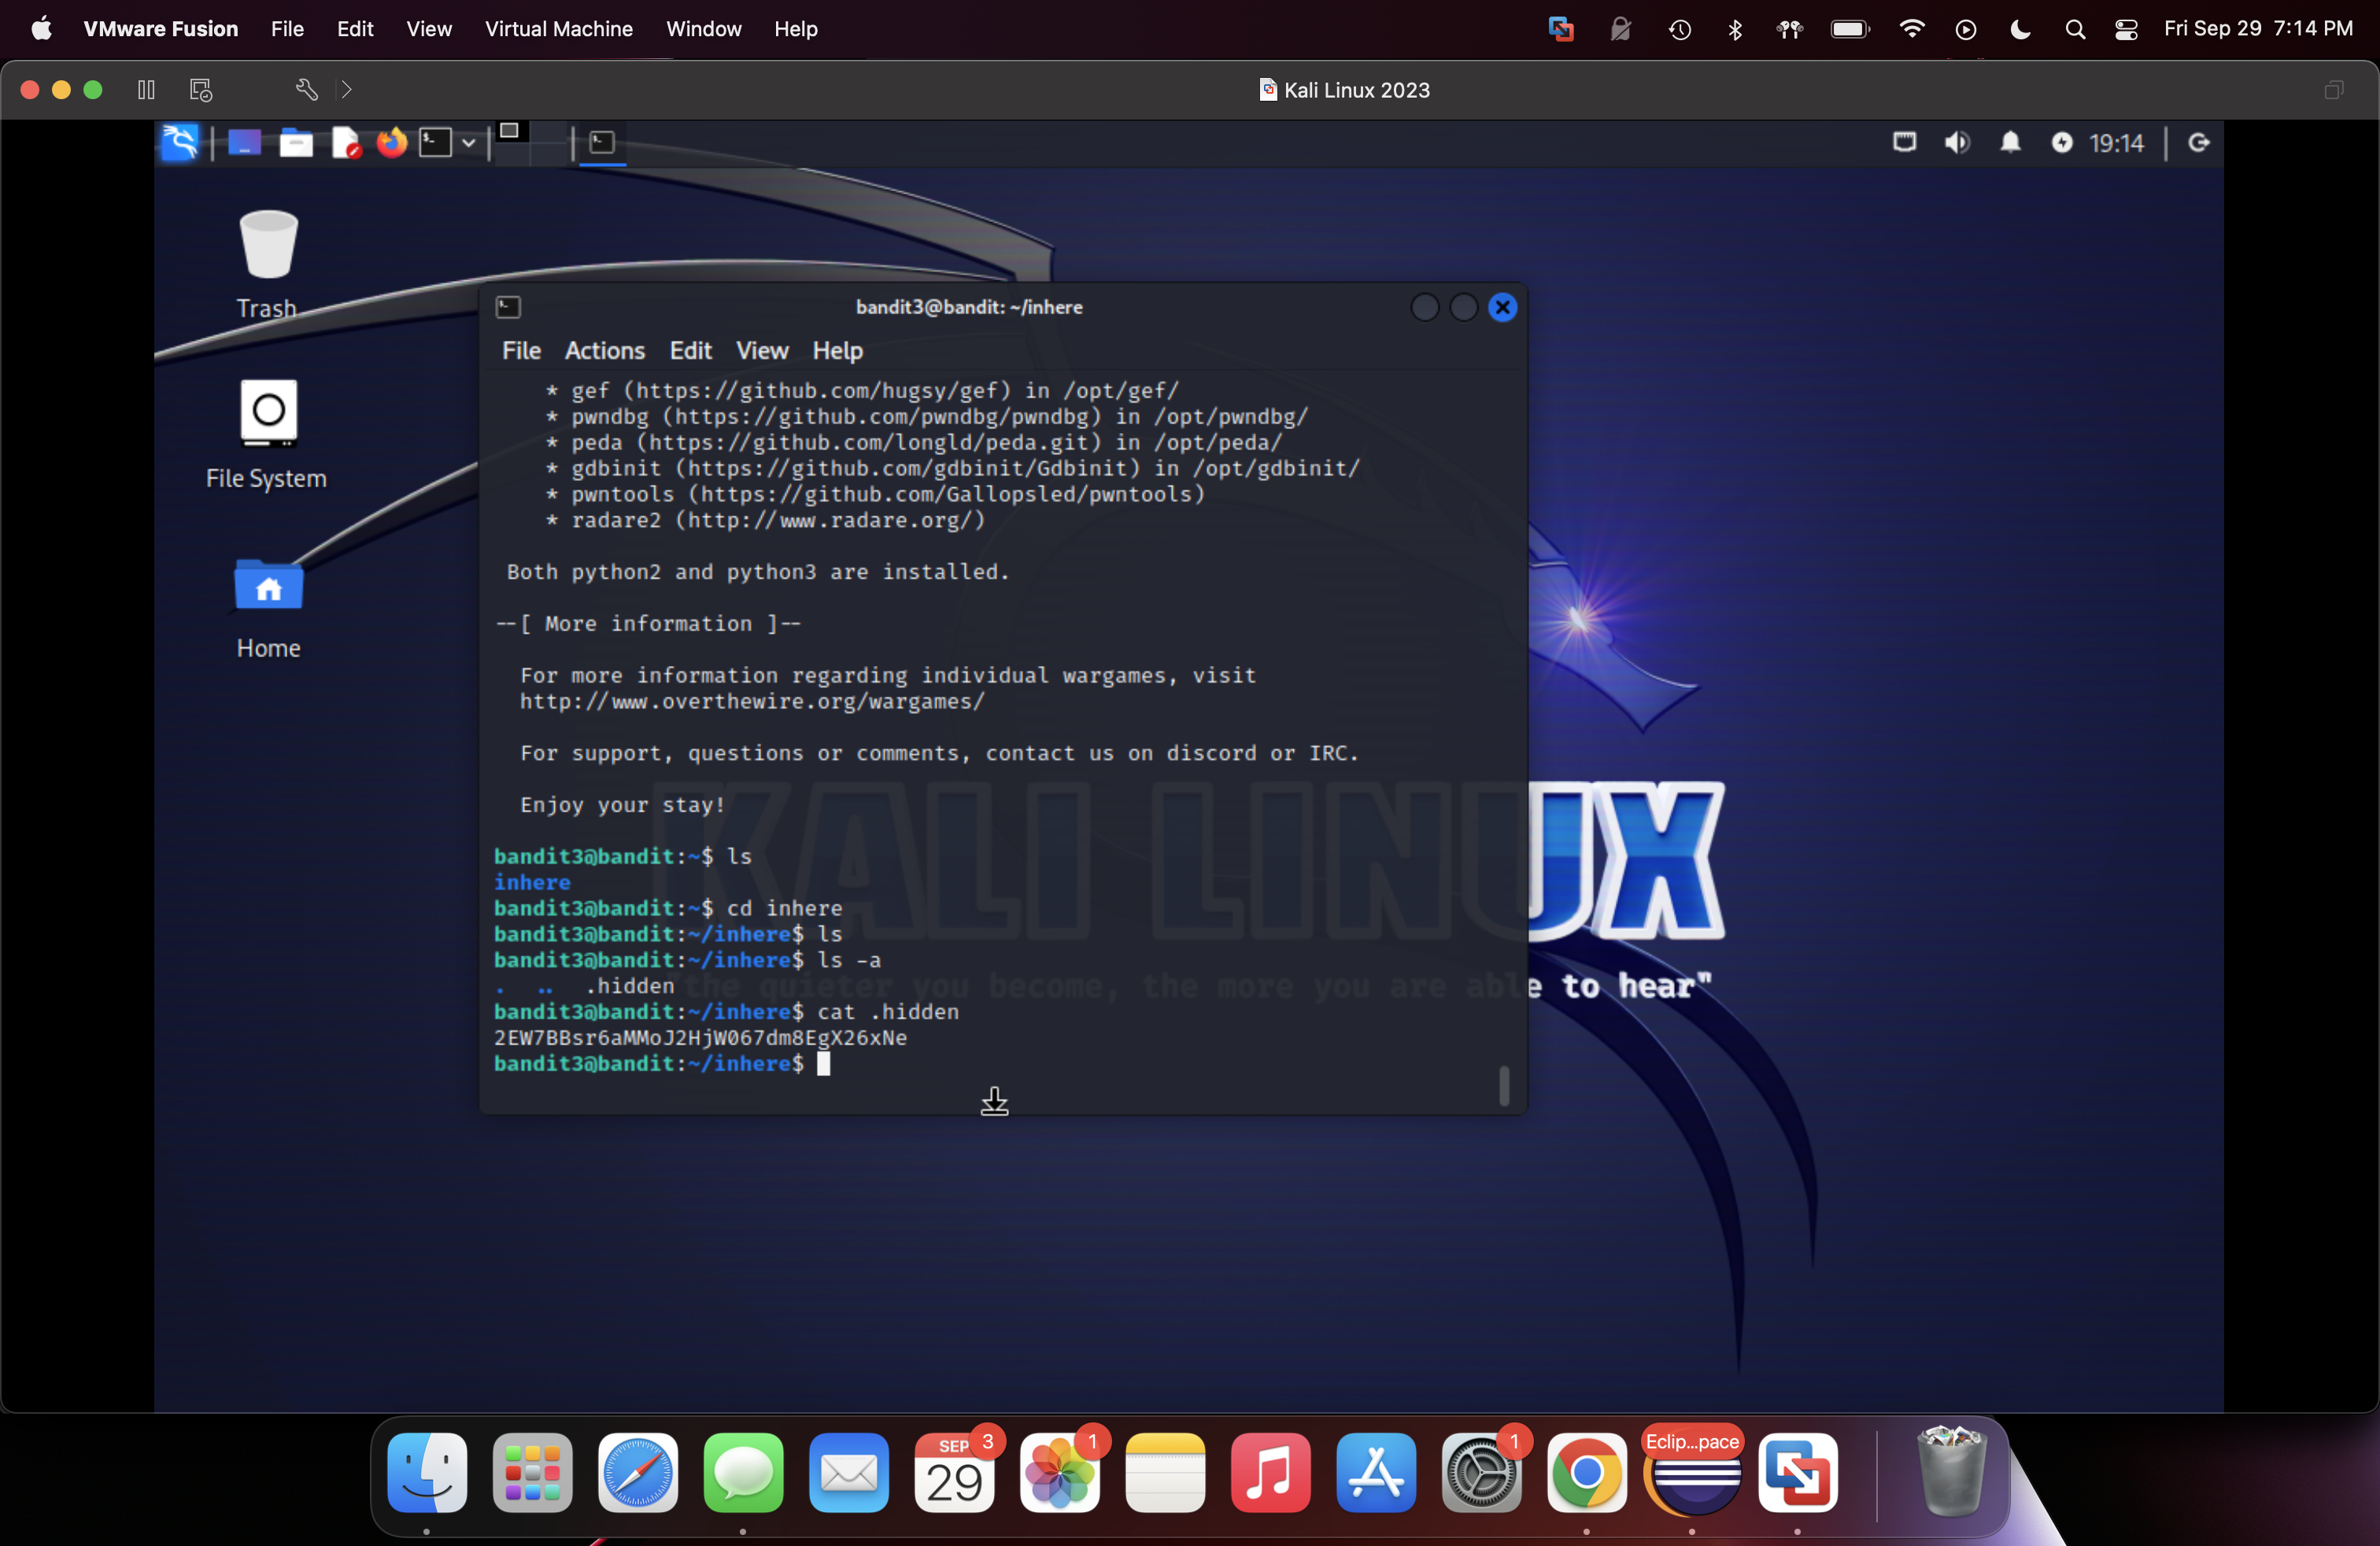 VMware Fusion File Edit View Virtual Machine Window Help Fri Sep 29 7:14 PM
Kali Linux 2023
19:14
Trash
File System
Home
bandit3@bandit: ~/inhere
File Actions Edit View Help
* gef (https://github.com/hugsy/gef) in /opt/gef/
* pwndbg (https://github.com/pwndbg/pwndbg) in /opt/pwndbg/
* peda (https://github.com/longld/peda.git) in /opt/peda/
* gdbinit (https://github.com/gdbinit/Gdbinit) in /opt/gdbinit/
* pwntools (https://github.com/Gallopsled/pwntools)
* radare2 (http://www.radare.org/)
Both python2 and python3 are installed.
--[ More information ]--
For more information regarding individual wargames, visit
http://www.overthewire.org/wargames/
For support, questions or comments, contact us on discord or IRC.
Enjoy your stay!
bandit3@bandit:~$ ls
inhere
bandit3@bandit:~$ cd inhere
bandit3@bandit:~/inhere$ ls
bandit3@bandit:~/inhere$ ls -a
. .. .hidden
bandit3@bandit:~/inhere$ cat .hidden
2EW7BBsr6aMMoJ2HjW067dm8EgX26xNe
bandit3@bandit:~/inhere$
KALI LINUX
"the quieter you become, the more you are able to hear"
SEP 3
29
1
1
Eclip...pace